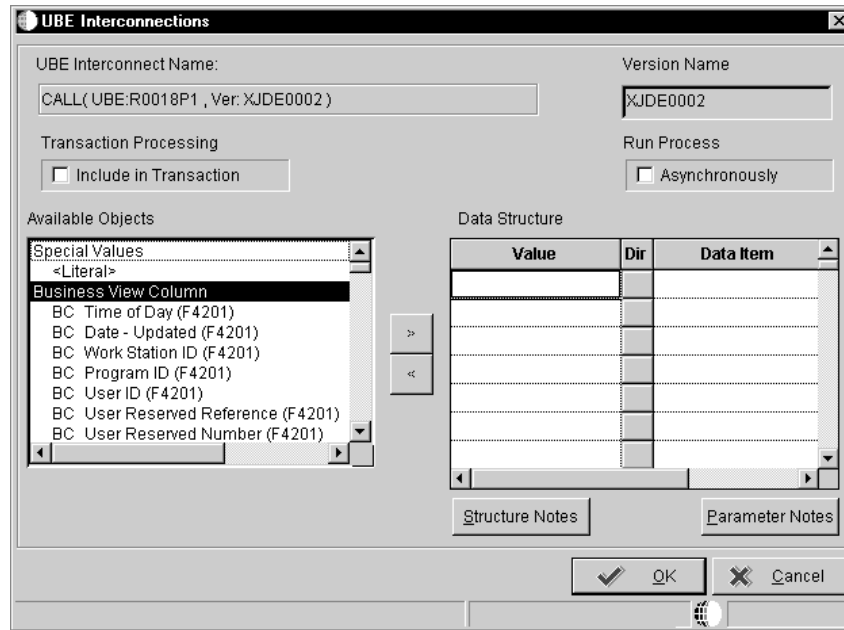 UBE Interconnections
UBE Interconnect Name:
Version Name
CALL( UBE:R0018P1 , Ver: XJDE0002 )
XJDE0002
Transaction Processing
Run Process
Include in Transaction
Asynchronously
Available Objects
Data Structure
Special Values
<Literal>
Business View Column
BC Time of Day (F4201)
BC Date - Updated (F4201)
BC Work Station ID (F4201)
BC Program ID (F4201)
BC User ID (F4201)
BC User Reserved Reference (F4201)
BC User Reserved Number (F4201)
>>
<<
Value Dir Data Item
Structure Notes
Parameter Notes
OK
Cancel